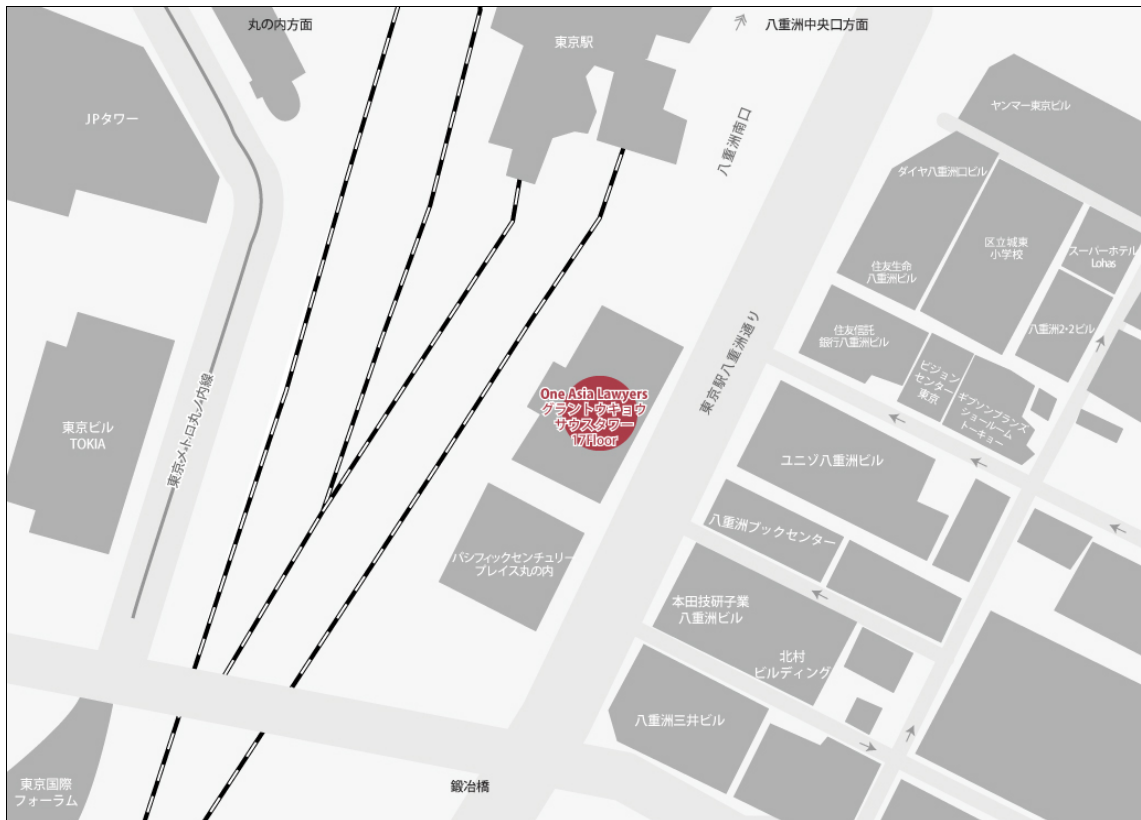 丸の内方面
八重洲中央口方面
東京駅
ヤンマー東京ビル
JPタワー
八重洲南口
ダイヤ八重洲口ビル
区立城東
小学校
スーパーホテル
Lohas
住友生命
八重洲ビル
住友信託
銀行八重洲ビル
八重洲2・2ビル
東京駅八重洲通り
ビジョン
センター
東京
ギブソンブランズ
ショールーム
トーキョー
One Asia Lawyers
グラントウキョウ
サウスタワー
17Floor
東京ビル
TOKIA
東京メトロ丸ノ内線
ユニゾ八重洲ビル
八重洲ブックセンター
パシフィックセンチュリー
プレイス丸の内
本田技研子業
八重洲ビル
北村
ビルディング
八重洲三井ビル
東京国際
フォーラム
鍛冶橋